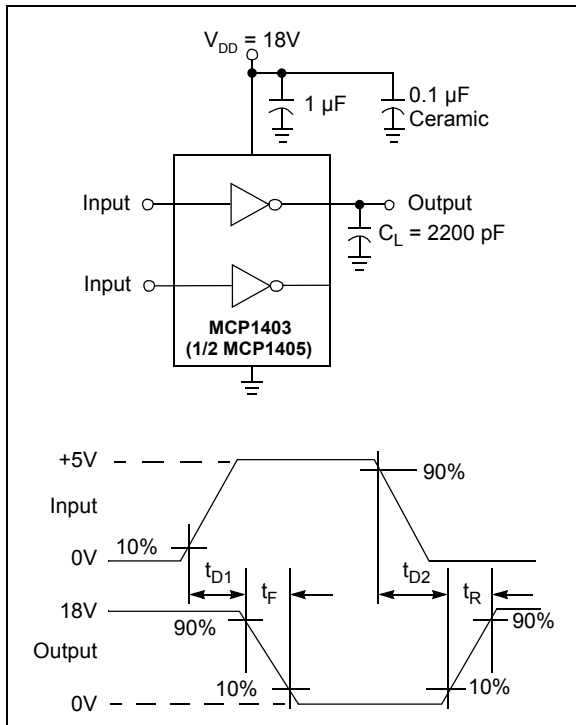 V_DD = 18V
1 µF
0.1 µF
Ceramic
Input
Output
C_L = 2200 pF
Input
MCP1403
(1/2 MCP1405)
+5V
90%
Input
10%
0V
t_D1
t_F
t_D2
t_R
18V
90%
90%
Output
10%
10%
0V